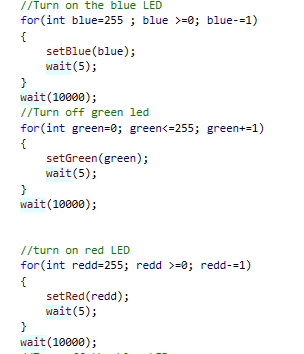 //Turn on the blue LED
for(int blue=255 ; blue >=0; blue-=1)
{
setBlue(blue);
wait(5);
}
wait(10000);
//Turn off green led
for(int green=0; green<=255; green+=1)
{
setGreen(green);
wait(5);
}
wait(10000);
//turn on red LED
for(int redd=255; redd >=0; redd-=1)
{
setRed(redd);
wait(5);
}
wait(10000);